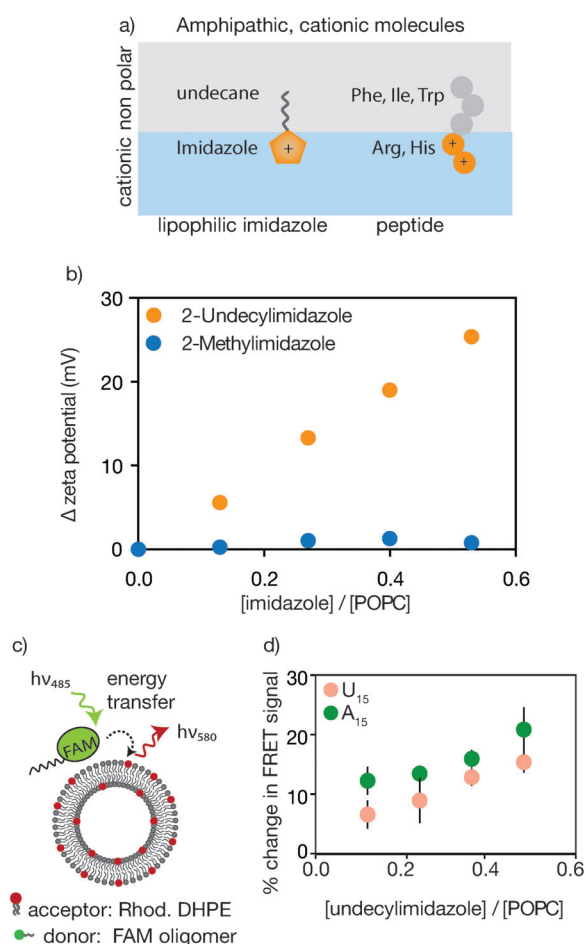 a) Amphipathic, cationic molecules
cationic non polar
undecane
Phe, Ile, Trp
Imidazole
+
Arg, His
+
+
lipophilic imidazole
peptide
b)
30
20
10
0
Δ zeta potential (mV)
2-Undecylimidazole
2-Methylimidazole
0.0 0.2 0.4 0.6
[imidazole] / [POPC]
c)
hν485
energy
transfer
hν580
FAM
acceptor: Rhod. DHPE
donor: FAM oligomer
d)
% change in FRET signal
30
20
10
0
U15
A15
0.0 0.2 0.4 0.6
[undecylimidazole] / [POPC]